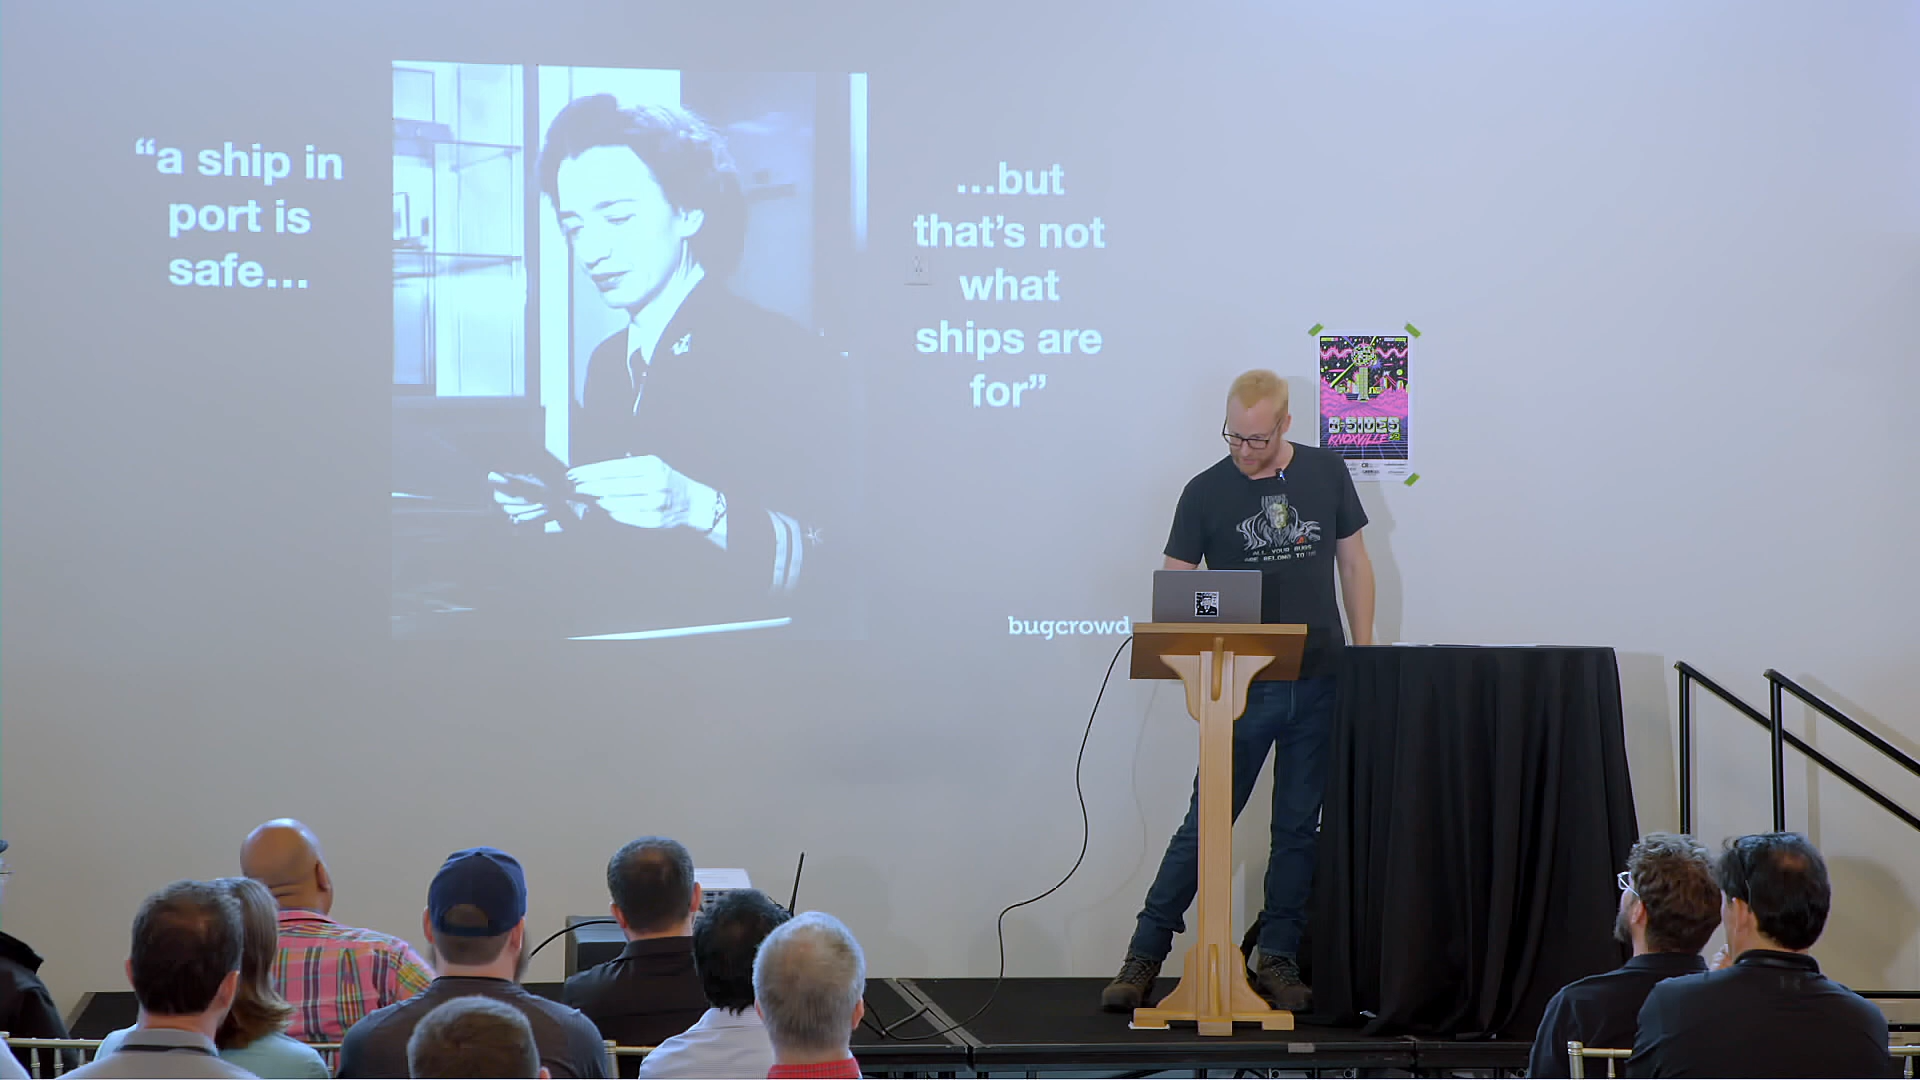 “a ship in
port is
safe...
...but
that’s not
what
ships are
for”
bugcrowd
B-SIDES
KNOXVILLE
ALL YOUR BUGS
ARE BELONG TO US